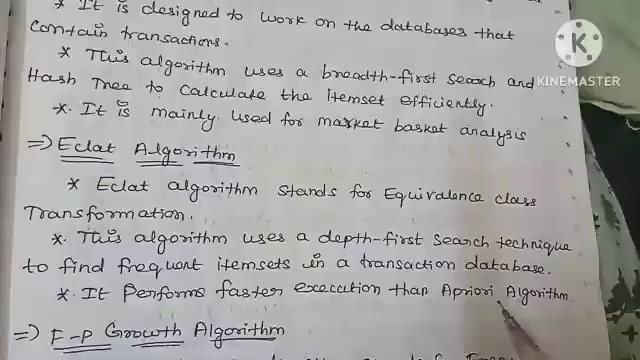 * It is designed to work on the databases that
contain transactions.
* This algorithm uses a breadth-first search and
Hash Tree to calculate the itemset efficiently.
* It is mainly used for market basket analysis
⇒ Eclat Algorithm
* Eclat algorithm stands for Equivalence class
Transformation.
* This algorithm uses a depth-first search technique
to find frequent itemsets in a transaction database.
* It performs faster execution than Apriori Algorithm.
⇒ F-P Growth Algorithm
K
KINEMASTER